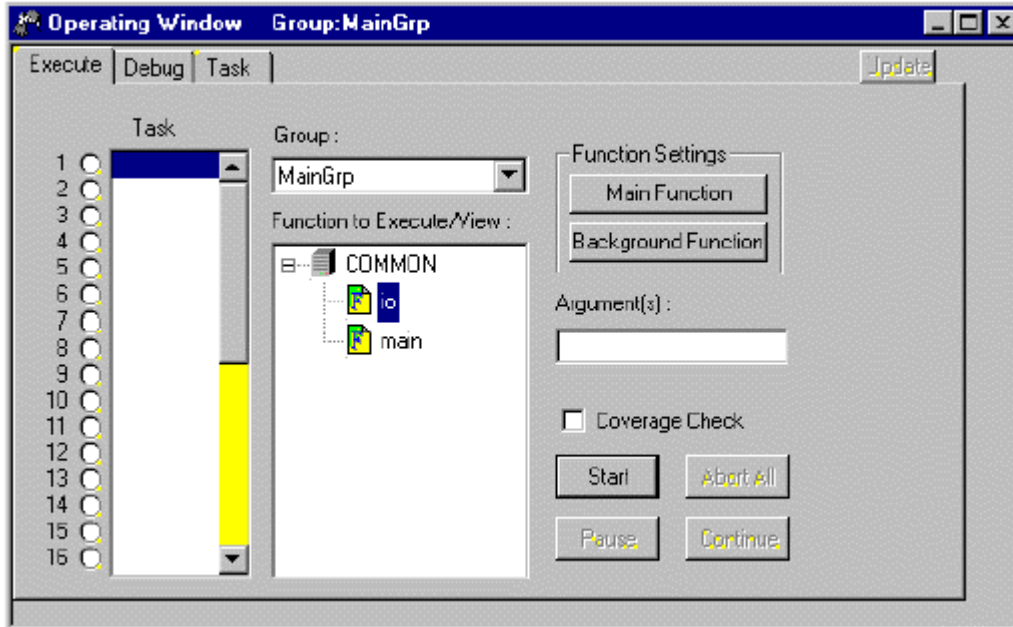 Operating Window Group:MainGrp
Execute Debug Task Update
Task
1
2
3
4
5
6
7
8
9
10
11
12
13
14
15
16
Group :
MainGrp
Function to Execute/View :
COMMON
io
main
Function Settings
Main Function
Background Function
Argument(s) :
Coverage Check
Start Abort All
Pause Continue